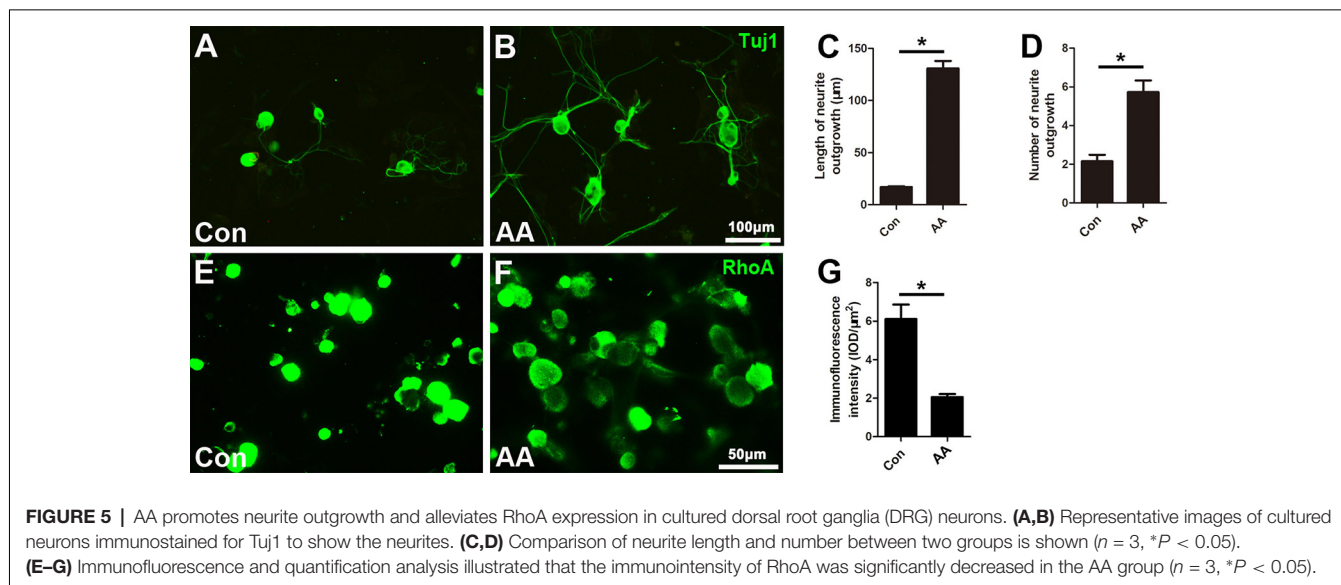 A
Con
B
Tuj1
AA
100µm
C
Length of neurite
outgrowth (µm)
150
100
50
0
*
Con
AA
D
Number of neurite
outgrowth
8
6
4
2
0
*
Con
AA
E
Con
F
RhoA
AA
50µm
G
Immunofluorescence
intensity (IOD/µm²)
8
6
4
2
0
*
Con
AA
FIGURE 5 | AA promotes neurite outgrowth and alleviates RhoA expression in cultured dorsal root ganglia (DRG) neurons. (A,B) Representative images of cultured
neurons immunostained for Tuj1 to show the neurites. (C,D) Comparison of neurite length and number between two groups is shown (n = 3, *P < 0.05).
(E–G) Immunofluorescence and quantification analysis illustrated that the immunointensity of RhoA was significantly decreased in the AA group (n = 3, *P < 0.05).